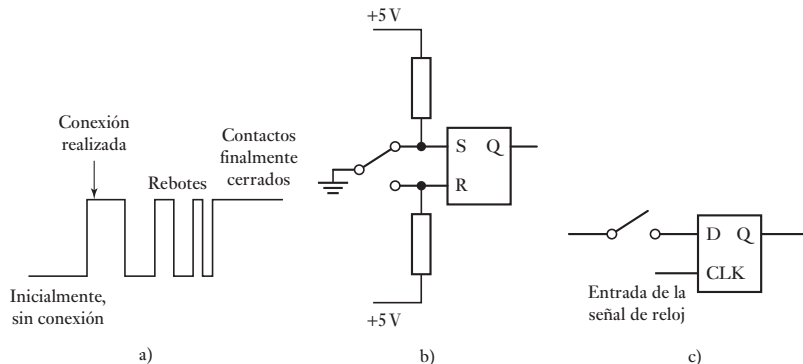 Conexión
realizada
Rebotes
Contactos
finalmente
cerrados
Inicialmente,
sin conexión
a)
+5 V
S Q
R
+5 V
b)
D Q
CLK
Entrada de la
señal de reloj
c)